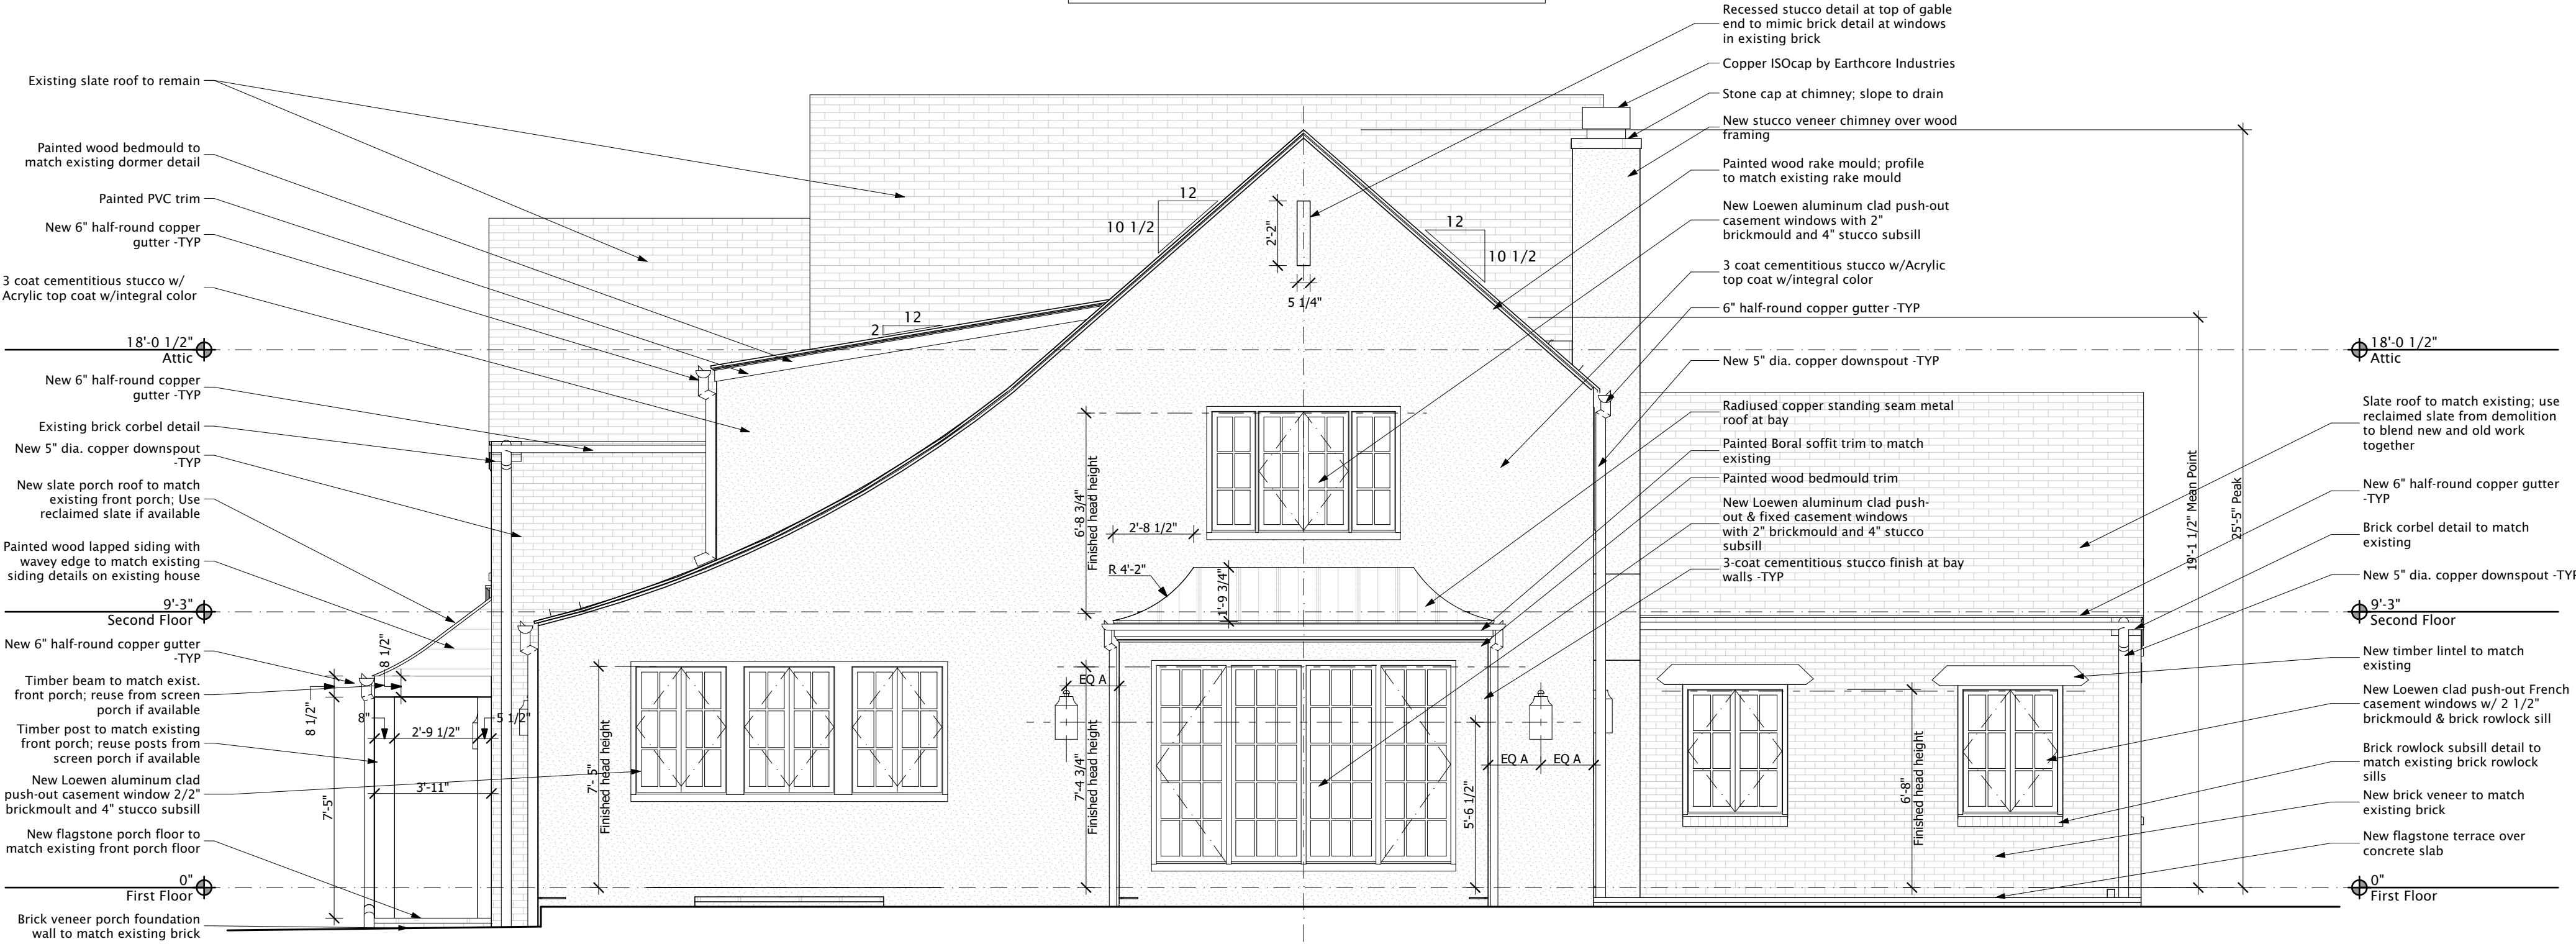 Existing slate roof to remain
Painted wood bedmould to
match existing dormer detail
Painted PVC trim
New 6" half-round copper
gutter -TYP
3 coat cementitious stucco w/
Acrylic top coat w/integral color
18'-0 1/2"
Attic
New 6" half-round copper
gutter -TYP
Existing brick corbel detail
New 5" dia. copper downspout
-TYP
New slate porch roof to match
existing front porch; Use
reclaimed slate if available
Painted wood lapped siding with
wavey edge to match existing
siding details on existing house
9'-3"
Second Floor
New 6" half-round copper gutter
-TYP
Timber beam to match exist.
front porch; reuse from screen
porch if available
Timber post to match existing
front porch; reuse posts from
screen porch if available
New Loewen aluminum clad
push-out casement window 2/2"
brickmoult and 4" stucco subsill
New flagstone porch floor to
match existing front porch floor
0"
First Floor
Brick veneer porch foundation
wall to match existing brick
8 1/2"
8 1/2"
8"
2'-9 1/2"
5 1/2"
3'-11"
7'-5"
12
2
12
10 1/2
12
10 1/2
2'-2"
5 1/4"
6'-8 3/4"
Finished head height
2'-8 1/2"
R 4'-2"
1'-9 3/4"
7'- 5"
Finished head height
EQ A
7'-4 3/4"
Finished head height
5'-6 1/2"
EQ A
EQ A
6'-8"
Finished head height
19'-1 1/2" Mean Point
25'-5" Peak
Recessed stucco detail at top of gable
end to mimic brick detail at windows
in existing brick
Copper ISOcap by Earthcore Industries
Stone cap at chimney; slope to drain
New stucco veneer chimney over wood
framing
Painted wood rake mould; profile
to match existing rake mould
New Loewen aluminum clad push-out
casement windows with 2"
brickmould and 4" stucco subsill
3 coat cementitious stucco w/Acrylic
top coat w/integral color
6" half-round copper gutter -TYP
New 5" dia. copper downspout -TYP
Radiused copper standing seam metal
roof at bay
Painted Boral soffit trim to match
existing
Painted wood bedmould trim
New Loewen aluminum clad push-
out & fixed casement windows
with 2" brickmould and 4" stucco
subsill
3-coat cementitious stucco finish at bay
walls -TYP
18'-0 1/2"
Attic
Slate roof to match existing; use
reclaimed slate from demolition
to blend new and old work
together
New 6" half-round copper gutter
-TYP
Brick corbel detail to match
existing
New 5" dia. copper downspout -TYP
9'-3"
Second Floor
New timber lintel to match
existing
New Loewen clad push-out French
casement windows w/ 2 1/2"
brickmould & brick rowlock sill
Brick rowlock subsill detail to
match existing brick rowlock
sills
New brick veneer to match
existing brick
New flagstone terrace over
concrete slab
0"
First Floor